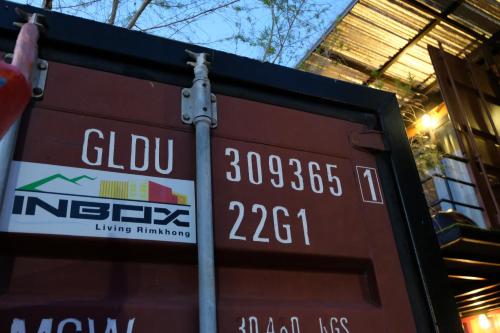 GLDU 309365 1
22G1
INBOX
Living Rimkhong